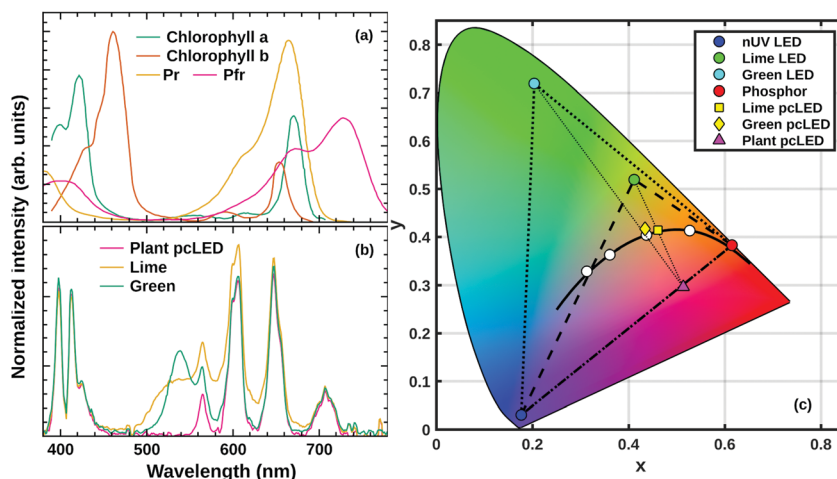 Chlorophyll a
(a)
Chlorophyll b
Pr
Pfr
Normalized intensity (arb. units)
Plant pcLED
(b)
Lime
Green
400
500
600
700
Wavelength (nm)
nUV LED
Lime LED
Green LED
Phosphor
Lime pcLED
Green pcLED
Plant pcLED
0.8
0.7
0.6
0.5
y
0.4
0.3
0.2
0.1
0
(c)
0
0.2
0.4
0.6
0.8
x